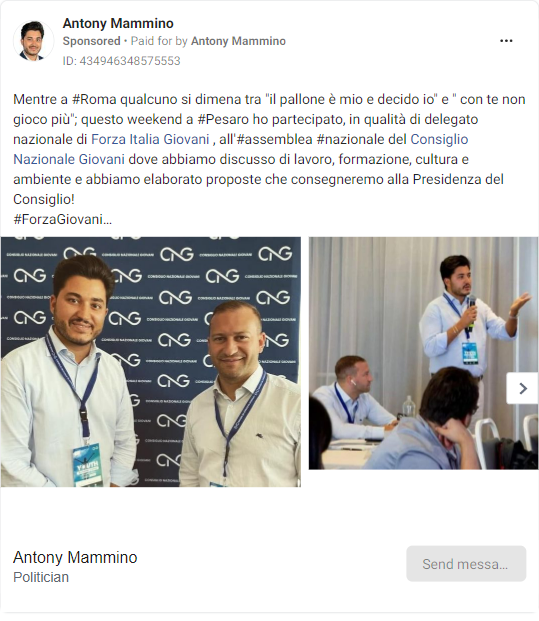 Antony Mammino
Sponsored • Paid for by Antony Mammino
ID: 434946348575553
Mentre a #Roma qualcuno si dimena tra "il pallone è mio e decido io" e " con te non
gioco più"; questo weekend a #Pesaro ho partecipato, in qualità di delegato
nazionale di Forza Italia Giovani , all'#assemblea #nazionale del Consiglio
Nazionale Giovani dove abbiamo discusso di lavoro, formazione, cultura e
ambiente e abbiamo elaborato proposte che consegneremo alla Presidenza del
Consiglio!
#ForzaGiovani...
CNG
CONSIGLIO NAZIONALE GIOVANI
YOUTH
Antony Mammino
Politician
Send messa...